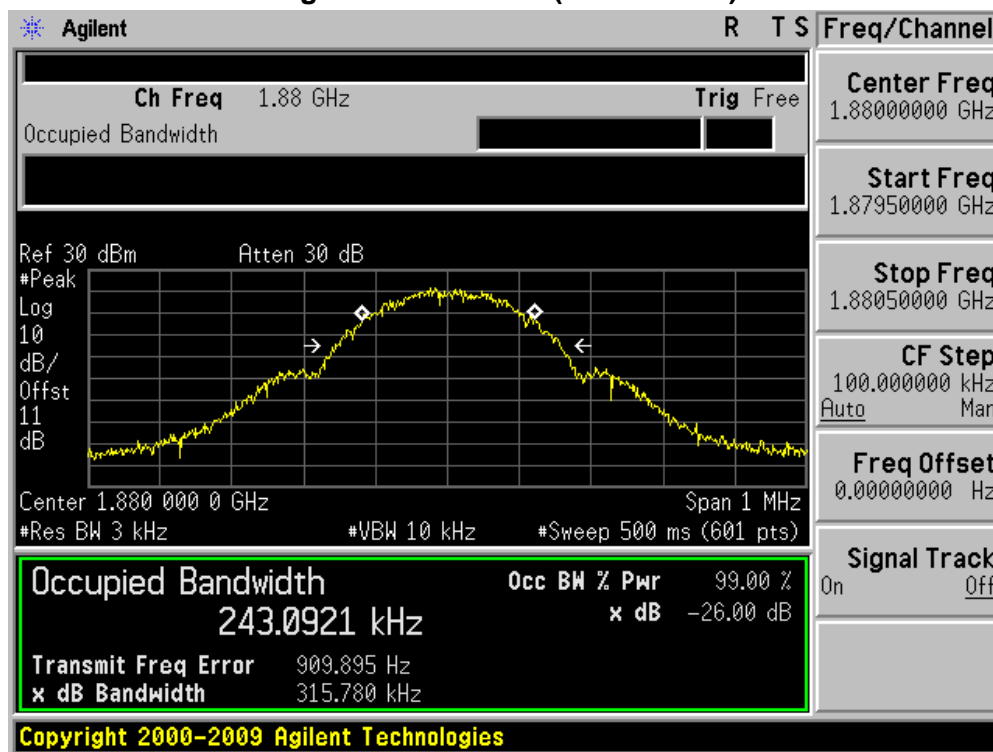 Agilent R T S
Ch Freq 1.88 GHz Trig Free
Occupied Bandwidth
Ref 30 dBm Atten 30 dB
#Peak
Log
10
dB/
Offst
11
dB
Center 1.880 000 0 GHz Span 1 MHz
#Res BW 3 kHz #VBW 10 kHz #Sweep 500 ms (601 pts)
Occupied Bandwidth
243.0921 kHz
Occ BW % Pwr 99.00 %
x dB -26.00 dB
Transmit Freq Error 909.895 Hz
x dB Bandwidth 315.780 kHz
Copyright 2000-2009 Agilent Technologies
Freq/Channel
Center Freq
1.88000000 GHz
Start Freq
1.87950000 GHz
Stop Freq
1.88050000 GHz
CF Step
100.000000 kHz
Auto Man
Freq Offset
0.00000000 Hz
Signal Track
On Off